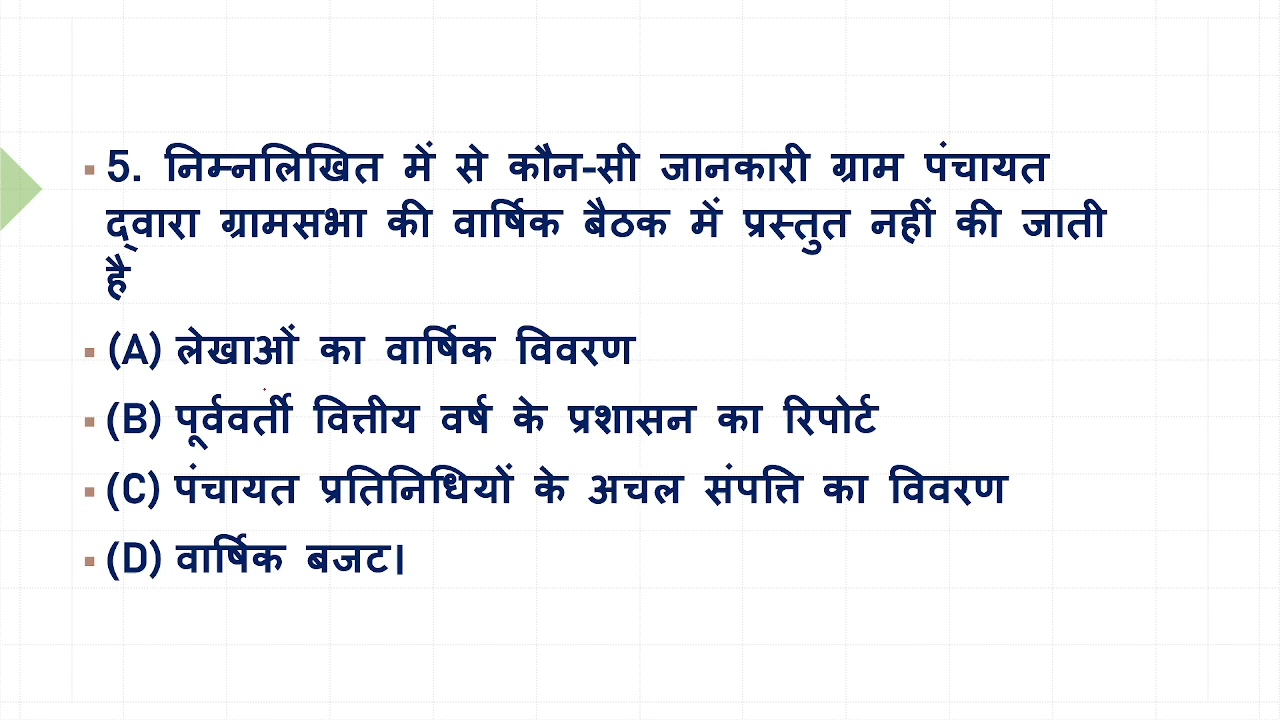 ▪ 5. निम्नलिखित में से कौन-सी जानकारी ग्राम पंचायत
द्वारा ग्रामसभा की वार्षिक बैठक में प्रस्तुत नहीं की जाती
है
▪ (A) लेखाओं का वार्षिक विवरण
▪ (B) पूर्ववर्ती वित्तीय वर्ष के प्रशासन का रिपोर्ट
▪ (C) पंचायत प्रतिनिधियों के अचल संपत्ति का विवरण
▪ (D) वार्षिक बजट।